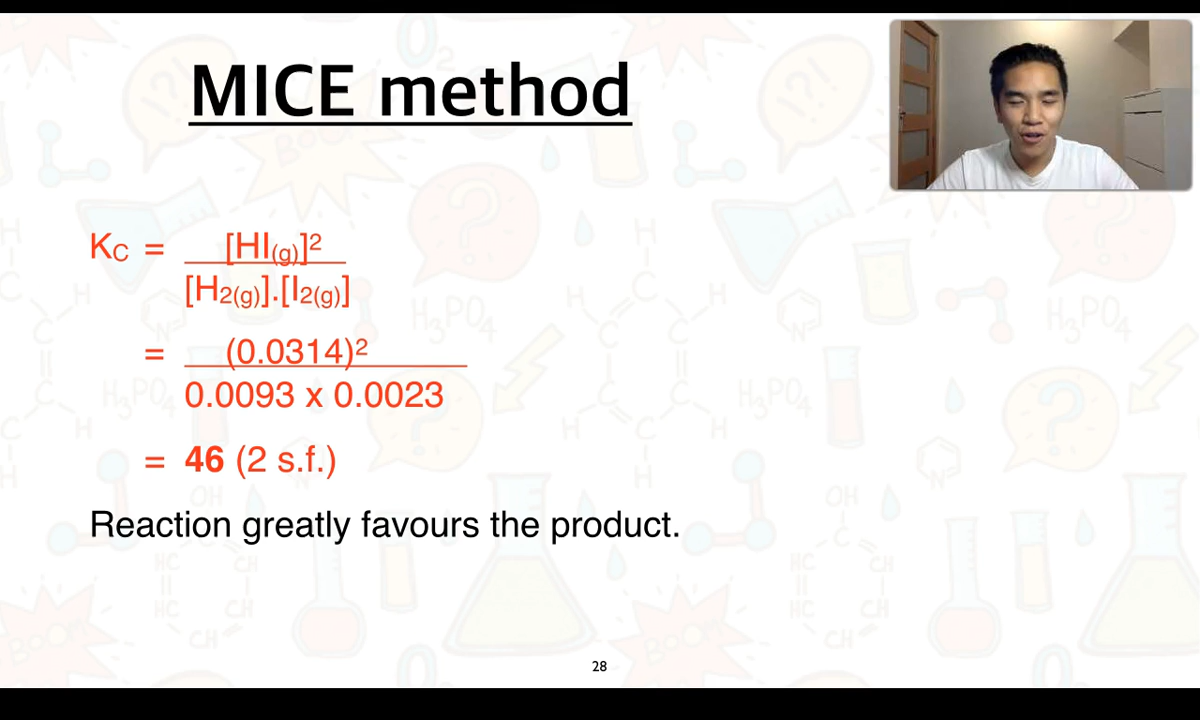 MICE method
K_C = [HI(g)]²
[H₂(g)].[I₂(g)]
= (0.0314)²
0.0093 x 0.0023
= 46 (2 s.f.)
Reaction greatly favours the product.
28